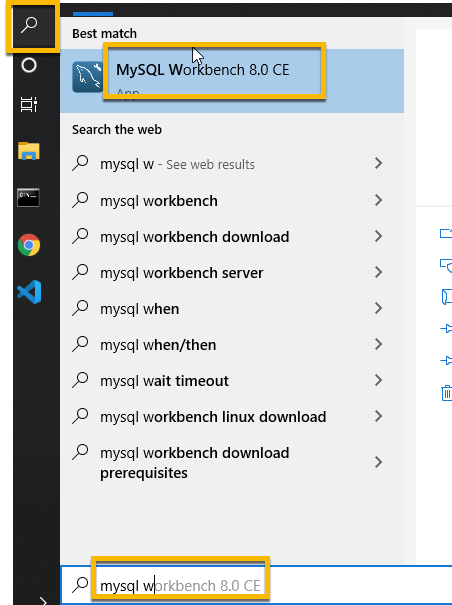 Best match
MySQL Workbench 8.0 CE
App
Search the web
mysql w - See web results
mysql workbench
mysql workbench download
mysql workbench server
mysql when
mysql when/then
mysql wait timeout
mysql workbench linux download
mysql workbench download
prerequisites
mysql workbench 8.0 CE